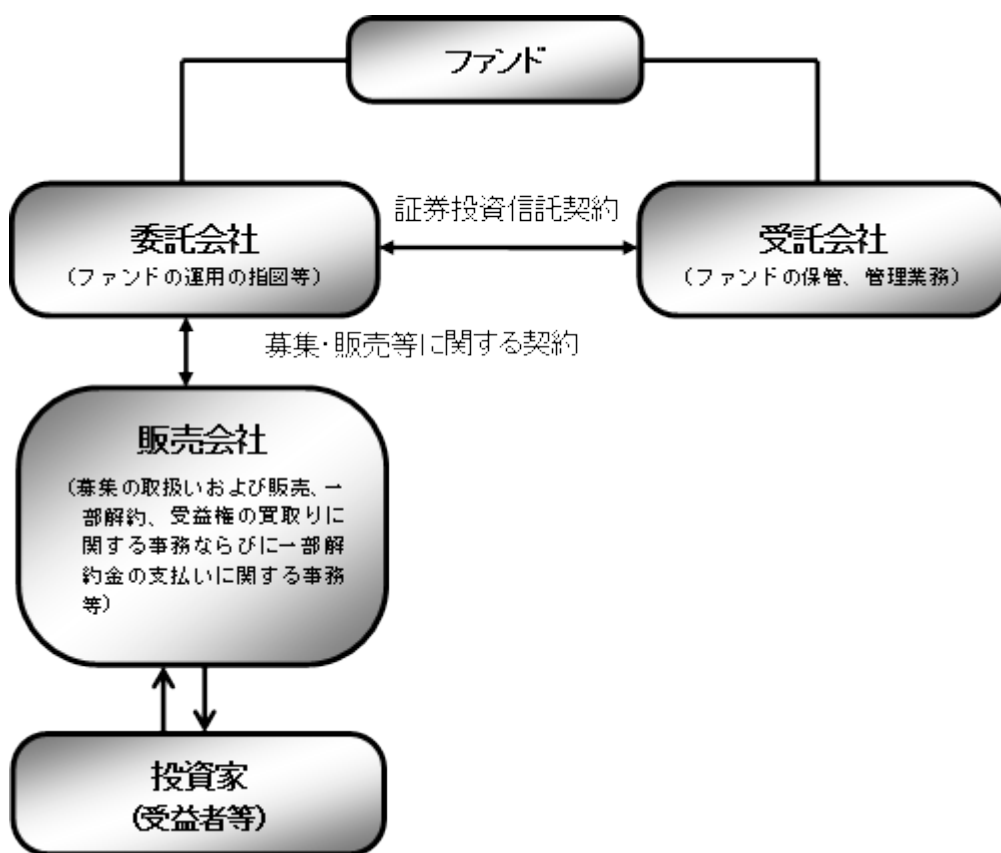 ファンド
証券投資信託契約
委託会社
(ファンドの運用の指図等)
受託会社
(ファンドの保管、管理業務)
募集・販売等に関する契約
販売会社
(募集の取扱いおよび販売、一
部解約、受益権の買取りに
関する事務ならびに一部解
約金の支払いに関する事務
等)
投資家
(受益者等)